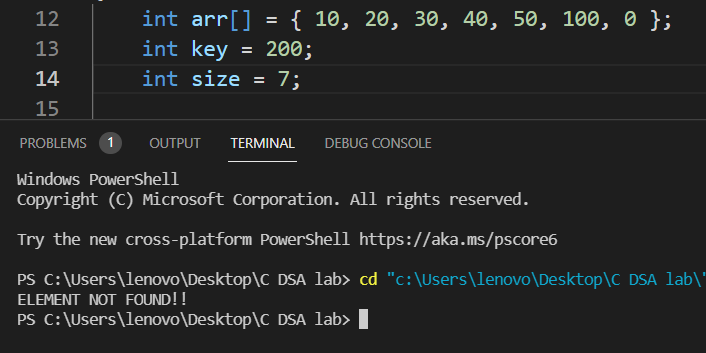 12 int arr[] = { 10, 20, 30, 40, 50, 100, 0 };
13 int key = 200;
14 int size = 7;
15
PROBLEMS 1 OUTPUT TERMINAL DEBUG CONSOLE
Windows PowerShell
Copyright (C) Microsoft Corporation. All rights reserved.
Try the new cross-platform PowerShell https://aka.ms/pscore6
PS C:\Users\lenovo\Desktop\C DSA lab> cd "c:\Users\lenovo\Desktop\C DSA lab\"
ELEMENT NOT FOUND!!
PS C:\Users\lenovo\Desktop\C DSA lab>